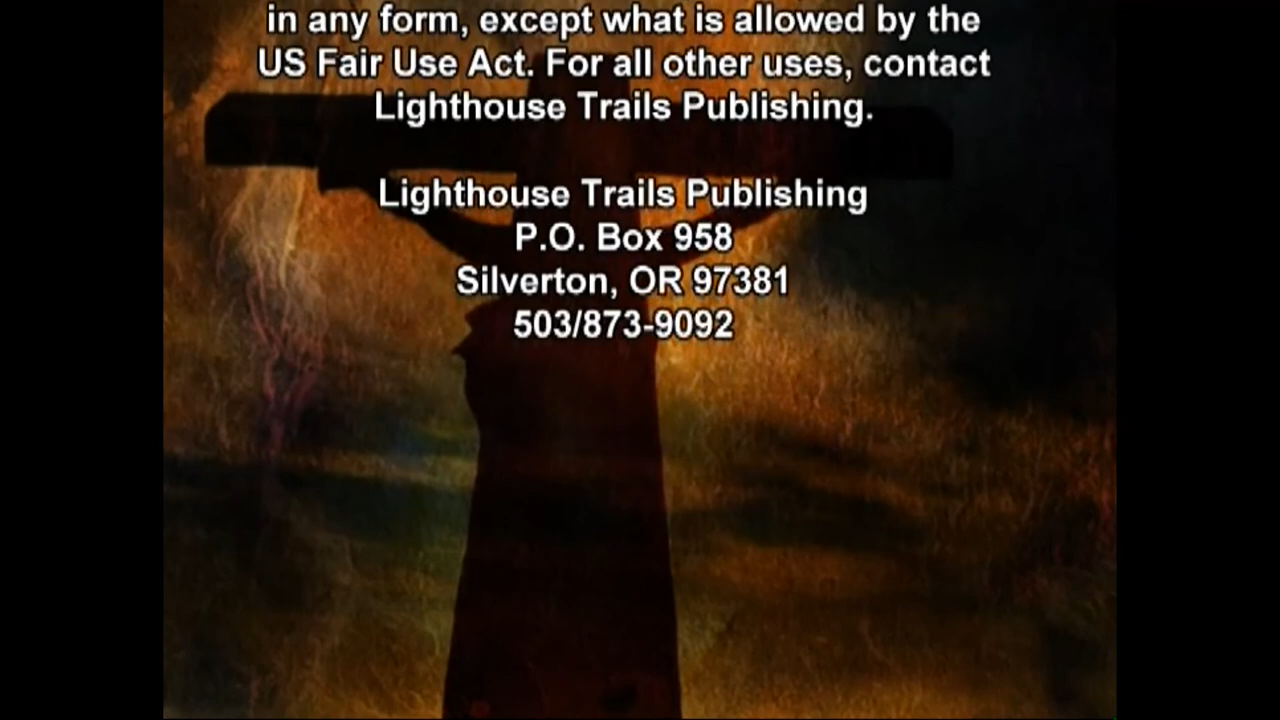 in any form, except what is allowed by the
US Fair Use Act. For all other uses, contact
Lighthouse Trails Publishing.
Lighthouse Trails Publishing
P.O. Box 958
Silverton, OR 97381
503/873-9092